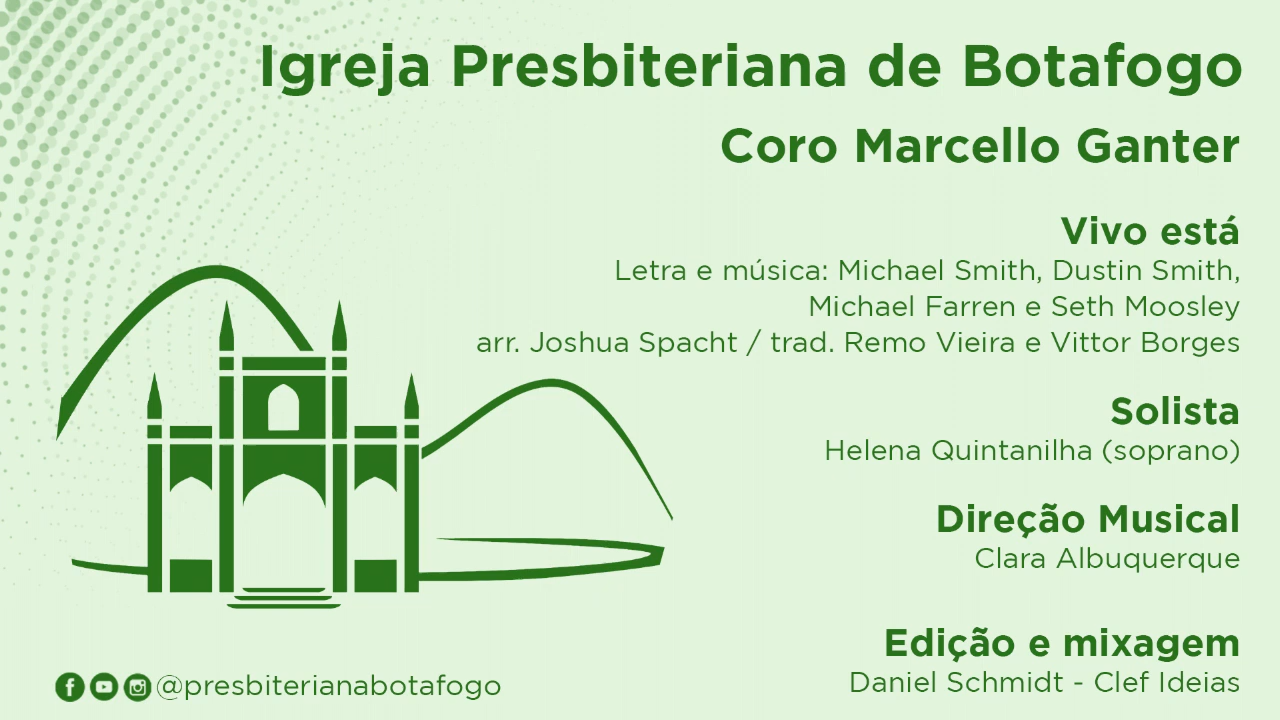 Igreja Presbiteriana de Botafogo
Coro Marcello Ganter
Vivo está
Letra e música: Michael Smith, Dustin Smith,
Michael Farren e Seth Moosley
arr. Joshua Spacht / trad. Remo Vieira e Vittor Borges
Solista
Helena Quintanilha (soprano)
Direção Musical
Clara Albuquerque
Edição e mixagem
Daniel Schmidt - Clef Ideias
@presbiterianabotafogo